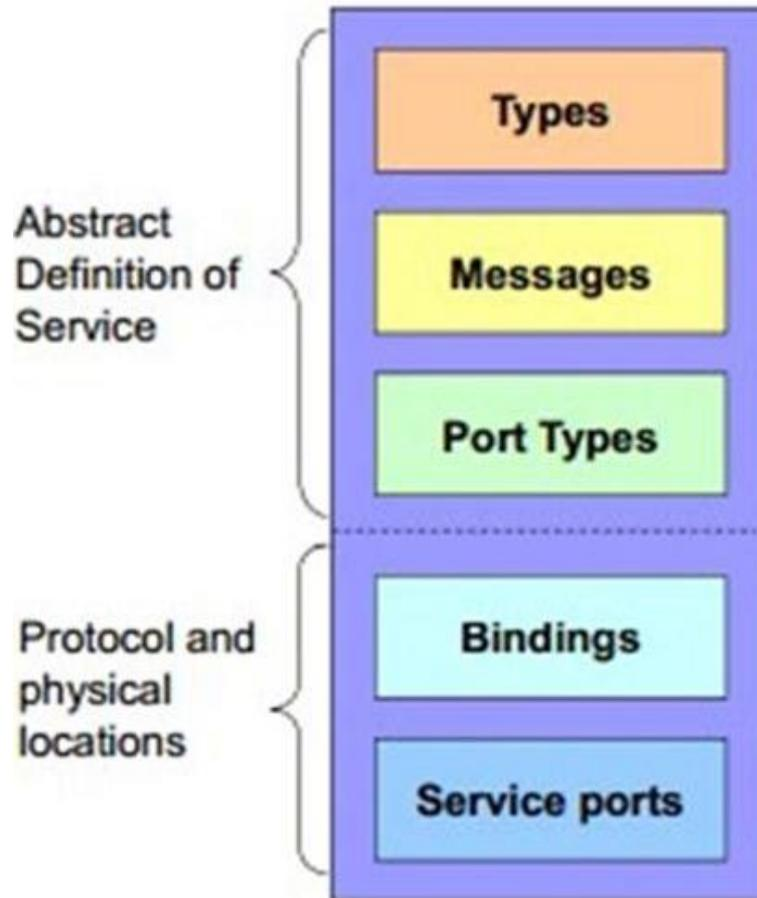 Types
Abstract
Definition of
Service
Messages
Port Types
Protocol and
physical
locations
Bindings
Service ports